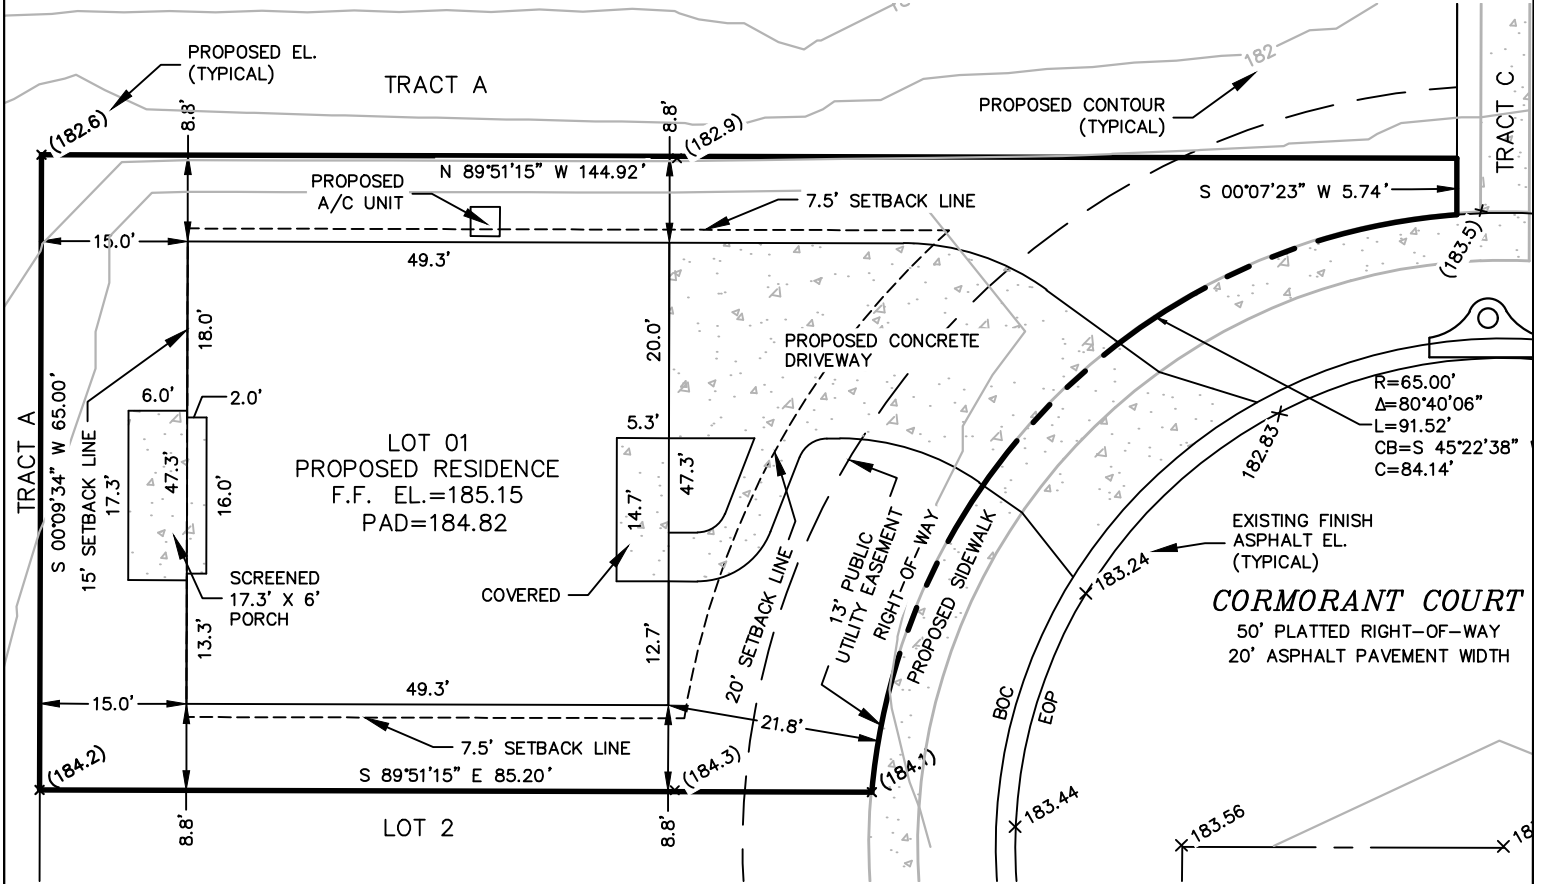 182
PROPOSED EL.
(TYPICAL)
TRACT A
PROPOSED CONTOUR
(TYPICAL)
TRACT C
(182.6)
8.8'
8.8'
(182.9)
N 89°51'15" W 144.92'
S 00°07'23" W 5.74'
PROPOSED
A/C UNIT
7.5' SETBACK LINE
15.0'
49.3'
(183.5)
18.0'
20.0'
PROPOSED CONCRETE
DRIVEWAY
R=65.00'
Δ=80°40'06"
L=91.52'
CB=S 45°22'38"
C=84.14'
TRACT A
S 00°09'34" W 65.00'
15' SETBACK LINE
6.0'
2.0'
17.3'
47.3'
16.0'
LOT 01
PROPOSED RESIDENCE
F.F. EL.=185.15
PAD=184.82
5.3'
14.7'
47.3'
182.83
EXISTING FINISH
ASPHALT EL.
(TYPICAL)
183.24
SCREENED
17.3' X 6'
PORCH
COVERED
13.3'
12.7'
20' SETBACK LINE
13' PUBLIC
UTILITY EASEMENT
RIGHT-OF-WAY
PROPOSED SIDEWALK
CORMORANT COURT
50' PLATTED RIGHT-OF-WAY
20' ASPHALT PAVEMENT WIDTH
BOC
EOP
15.0'
49.3'
21.8'
7.5' SETBACK LINE
S 89°51'15" E 85.20'
(184.2)
(184.3)
(184.1)
8.8'
LOT 2
8.8'
183.44
183.56